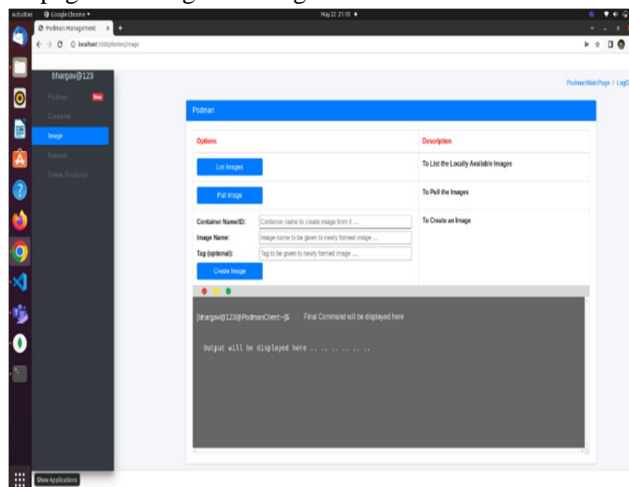 Activities Google Chrome May 22 21:10
Podman Management
localhost
bhargav@123
PodmanMainPage / LogO
Podman New
Container
Image
Network
Delete Resource
Podman
Options Description
List Images To List the Locally Available Images
Pull Image To Pull the Images
Container Name/ID: Container name to create image from it .... To Create an Image
Image Name: Image name to be given to newly formed image ....
Tag (optional): Tag to be given to newly formed image ....
Create Image
[bhargav@123@PodmanClient:~]$ Final Command will be displayed here
Output will be displayed here .. .. .. .. .. ..
Show Applications